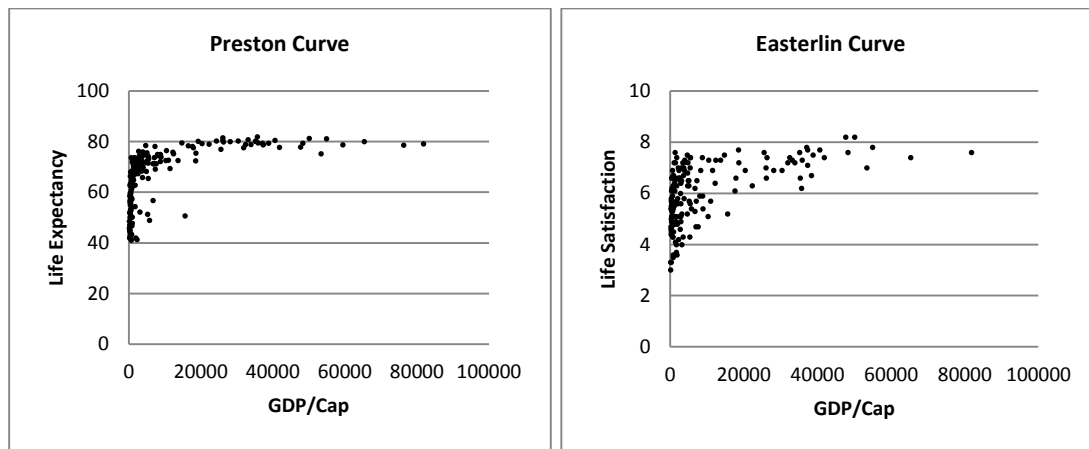 Preston Curve
100
80
60
40
20
0
Life Expectancy
0 20000 40000 60000 80000 100000
GDP/Cap
Easterlin Curve
10
8
6
4
2
0
Life Satisfaction
0 20000 40000 60000 80000 100000
GDP/Cap